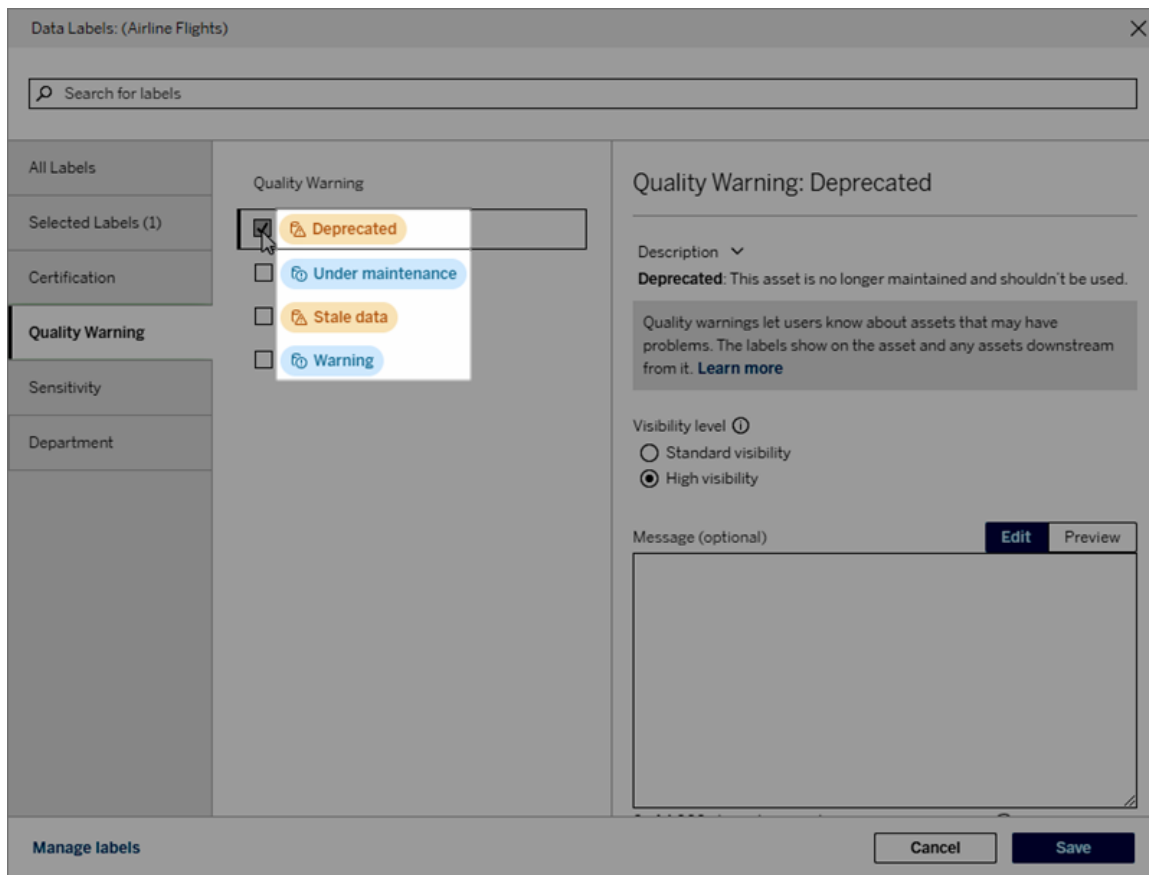 Data Labels: (Airline Flights)
Search for labels
All Labels
Selected Labels (1)
Certification
Quality Warning
Sensitivity
Department
Quality Warning
Deprecated
Under maintenance
Stale data
Warning
Quality Warning: Deprecated
Description
Deprecated: This asset is no longer maintained and shouldn't be used.
Quality warnings let users know about assets that may have
problems. The labels show on the asset and any assets downstream
from it. Learn more
Visibility level
Standard visibility
High visibility
Message (optional)
Edit
Preview
Manage labels
Cancel
Save